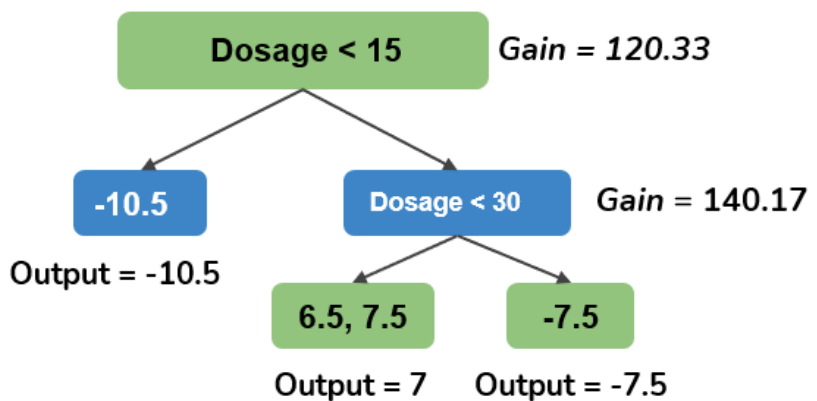 Dosage < 15
Gain = 120.33
-10.5
Dosage < 30
Gain = 140.17
Output = -10.5
6.5, 7.5
-7.5
Output = 7
Output = -7.5